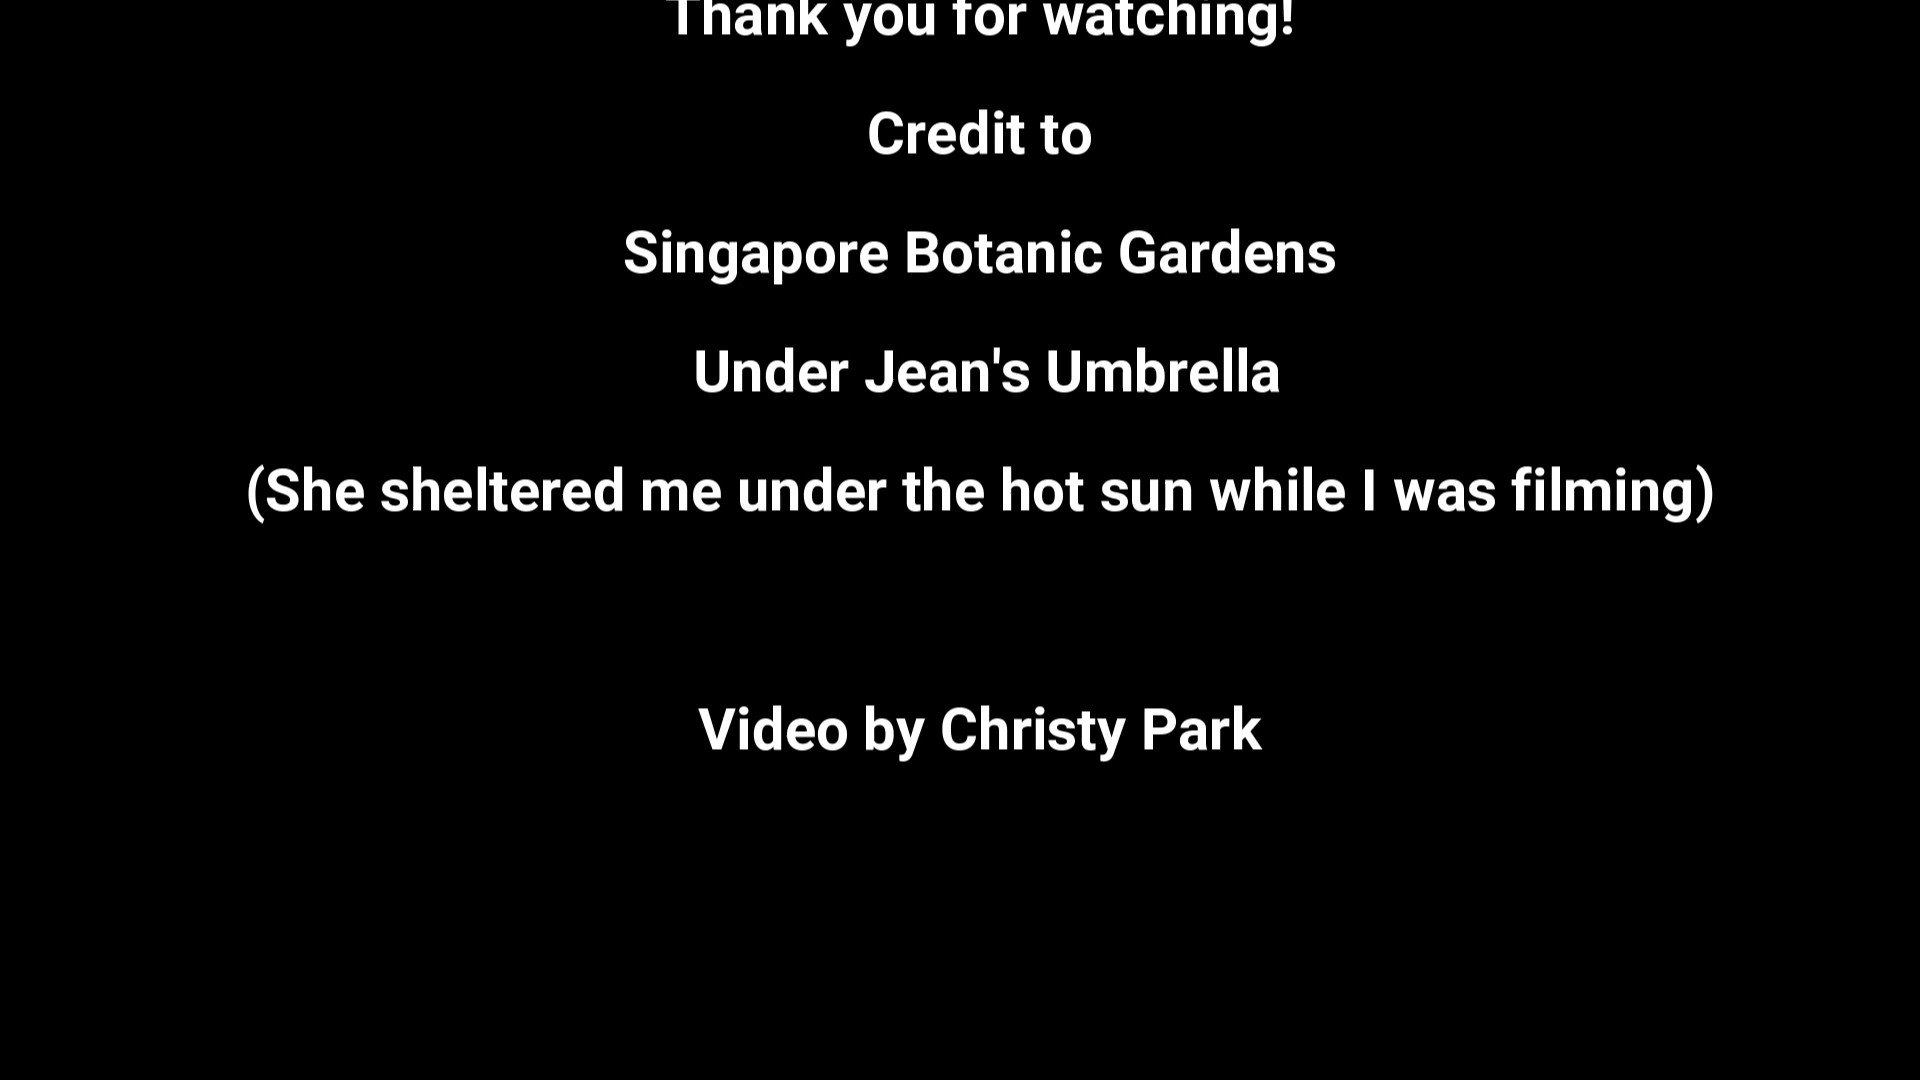 Thank you for watching!
Credit to
Singapore Botanic Gardens
Under Jean's Umbrella
(She sheltered me under the hot sun while I was filming)
Video by Christy Park